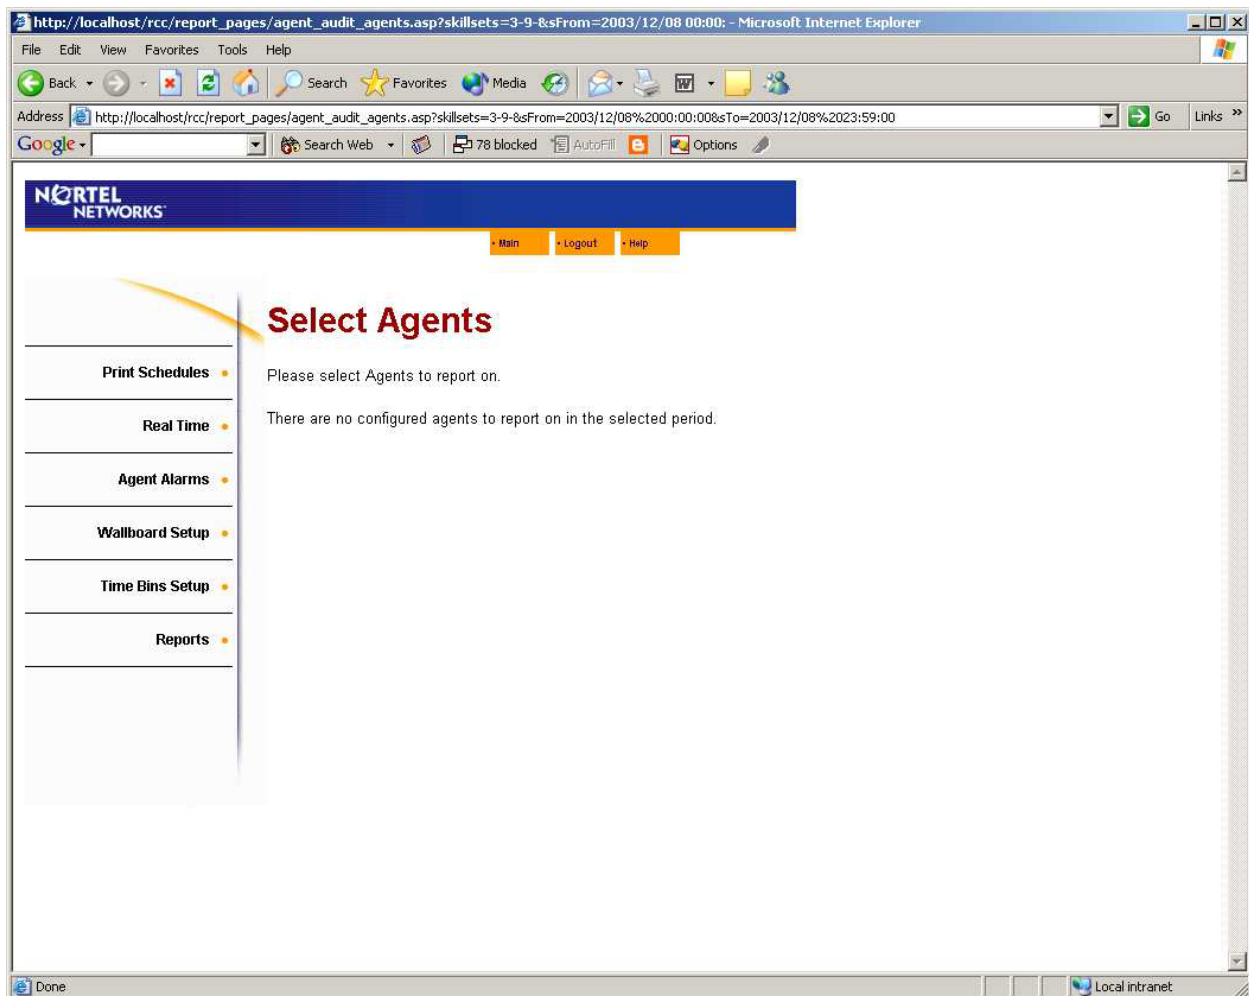 http://localhost/rcc/report_pages/agent_audit_agents.asp?skillsets=3-9-&sFrom=2003/12/08 00:00: - Microsoft Internet Explorer
File Edit View Favorites Tools Help
Back Search Favorites Media
Address http://localhost/rcc/report_pages/agent_audit_agents.asp?skillsets=3-9-&sFrom=2003/12/08%2000:00:00&sTo=2003/12/08%2023:59:00 Go Links »
Google Search Web 78 blocked AutoFill Options
NORTEL
NETWORKS
• Main • Logout • Help
Select Agents
Please select Agents to report on.
There are no configured agents to report on in the selected period.
Print Schedules
Real Time
Agent Alarms
Wallboard Setup
Time Bins Setup
Reports
Done Local intranet